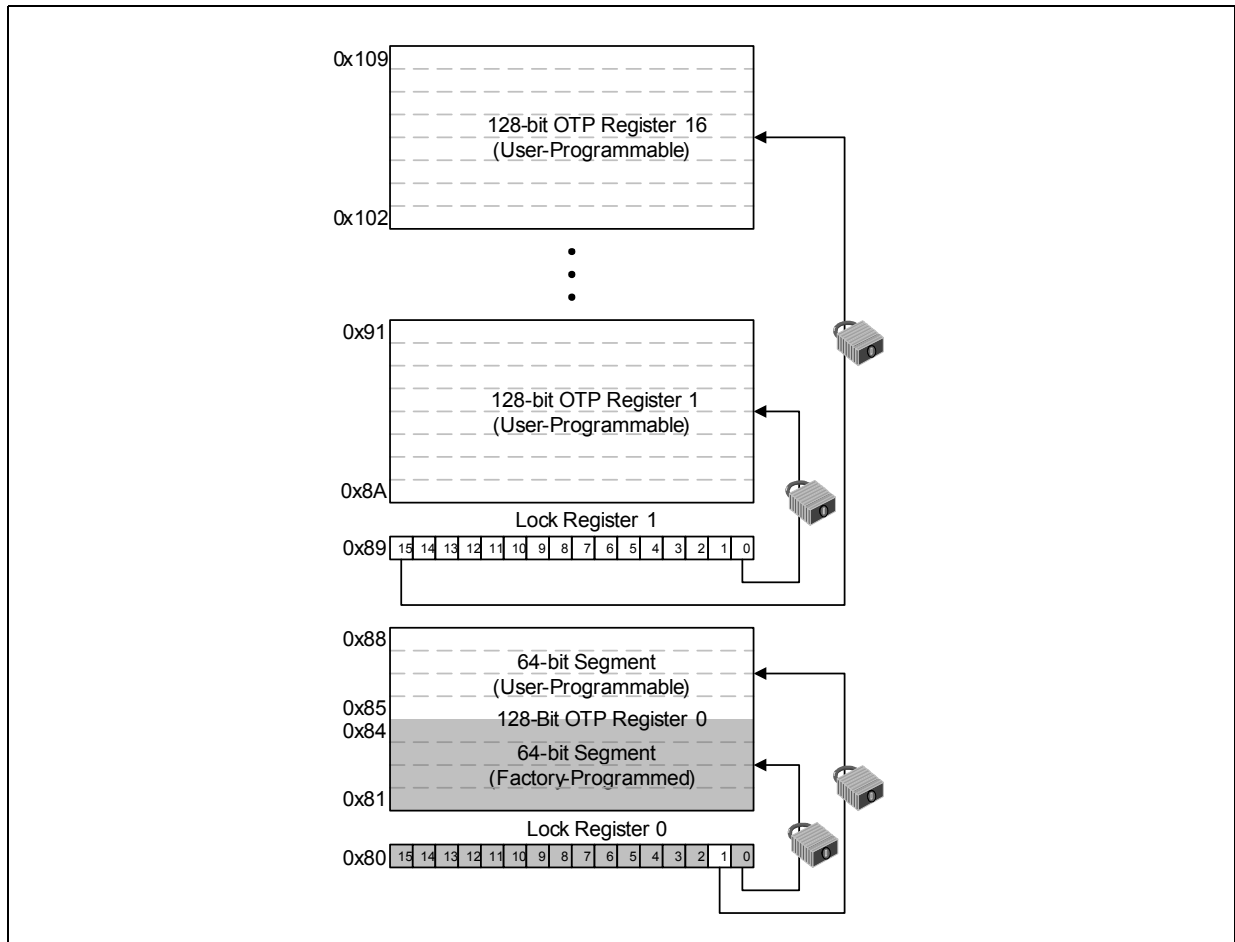 0x109
128-bit OTP Register 16
(User-Programmable)
0x102
0x91
128-bit OTP Register 1
(User-Programmable)
0x8A
Lock Register 1
0x89 15 14 13 12 11 10 9 8 7 6 5 4 3 2 1 0
0x88
64-bit Segment
(User-Programmable)
0x85
128-Bit OTP Register 0
0x84
64-bit Segment
(Factory-Programmed)
0x81
Lock Register 0
0x80 15 14 13 12 11 10 9 8 7 6 5 4 3 2 1 0